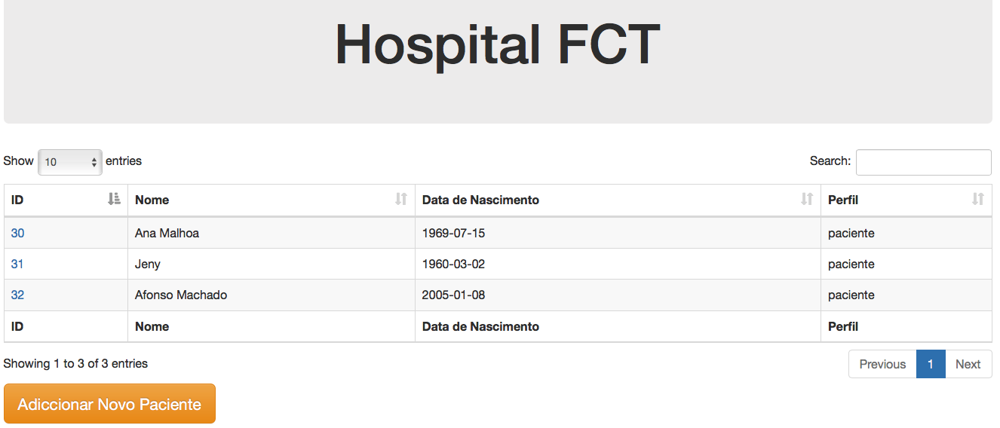 Hospital FCT
Show 10 entries Search:
ID Nome Data de Nascimento Perfil
30 Ana Malhoa 1969-07-15 paciente
31 Jeny 1960-03-02 paciente
32 Afonso Machado 2005-01-08 paciente
ID Nome Data de Nascimento Perfil
Showing 1 to 3 of 3 entries Previous 1 Next
Adiccionar Novo Paciente